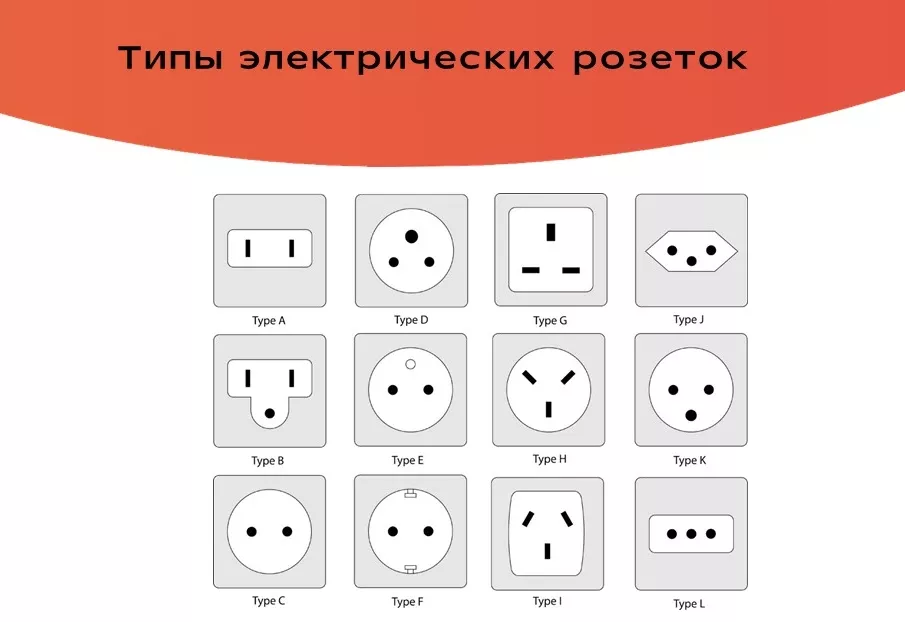 Типы электрических розеток
Type A
Type D
Type G
Type J
Type B
Type E
Type H
Type K
Type C
Type F
Type I
Type L